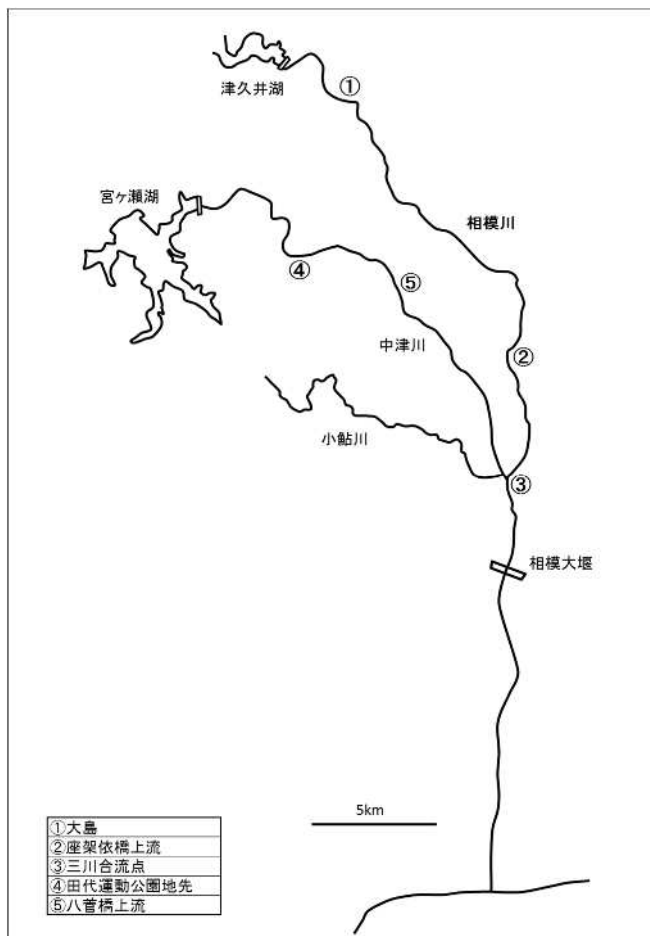 津久井湖
①
宮ヶ瀬湖
相模川
④
⑤
中津川
②
小鮎川
③
相模大堰
5km
①大島
②座架依橋上流
③三川合流点
④田代運動公園地先
⑤八菅橋上流